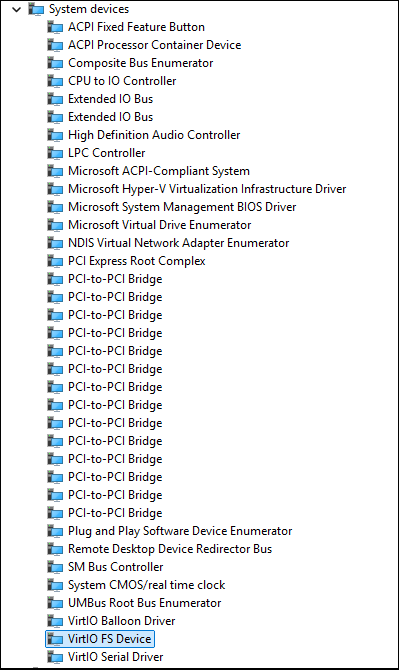 System devices
ACPI Fixed Feature Button
ACPI Processor Container Device
Composite Bus Enumerator
CPU to IO Controller
Extended IO Bus
Extended IO Bus
High Definition Audio Controller
LPC Controller
Microsoft ACPI-Compliant System
Microsoft Hyper-V Virtualization Infrastructure Driver
Microsoft System Management BIOS Driver
Microsoft Virtual Drive Enumerator
NDIS Virtual Network Adapter Enumerator
PCI Express Root Complex
PCI-to-PCI Bridge
PCI-to-PCI Bridge
PCI-to-PCI Bridge
PCI-to-PCI Bridge
PCI-to-PCI Bridge
PCI-to-PCI Bridge
PCI-to-PCI Bridge
PCI-to-PCI Bridge
PCI-to-PCI Bridge
PCI-to-PCI Bridge
PCI-to-PCI Bridge
PCI-to-PCI Bridge
PCI-to-PCI Bridge
PCI-to-PCI Bridge
Plug and Play Software Device Enumerator
Remote Desktop Device Redirector Bus
SM Bus Controller
System CMOS/real time clock
UMBus Root Bus Enumerator
VirtIO Balloon Driver
VirtIO FS Device
VirtIO Serial Driver